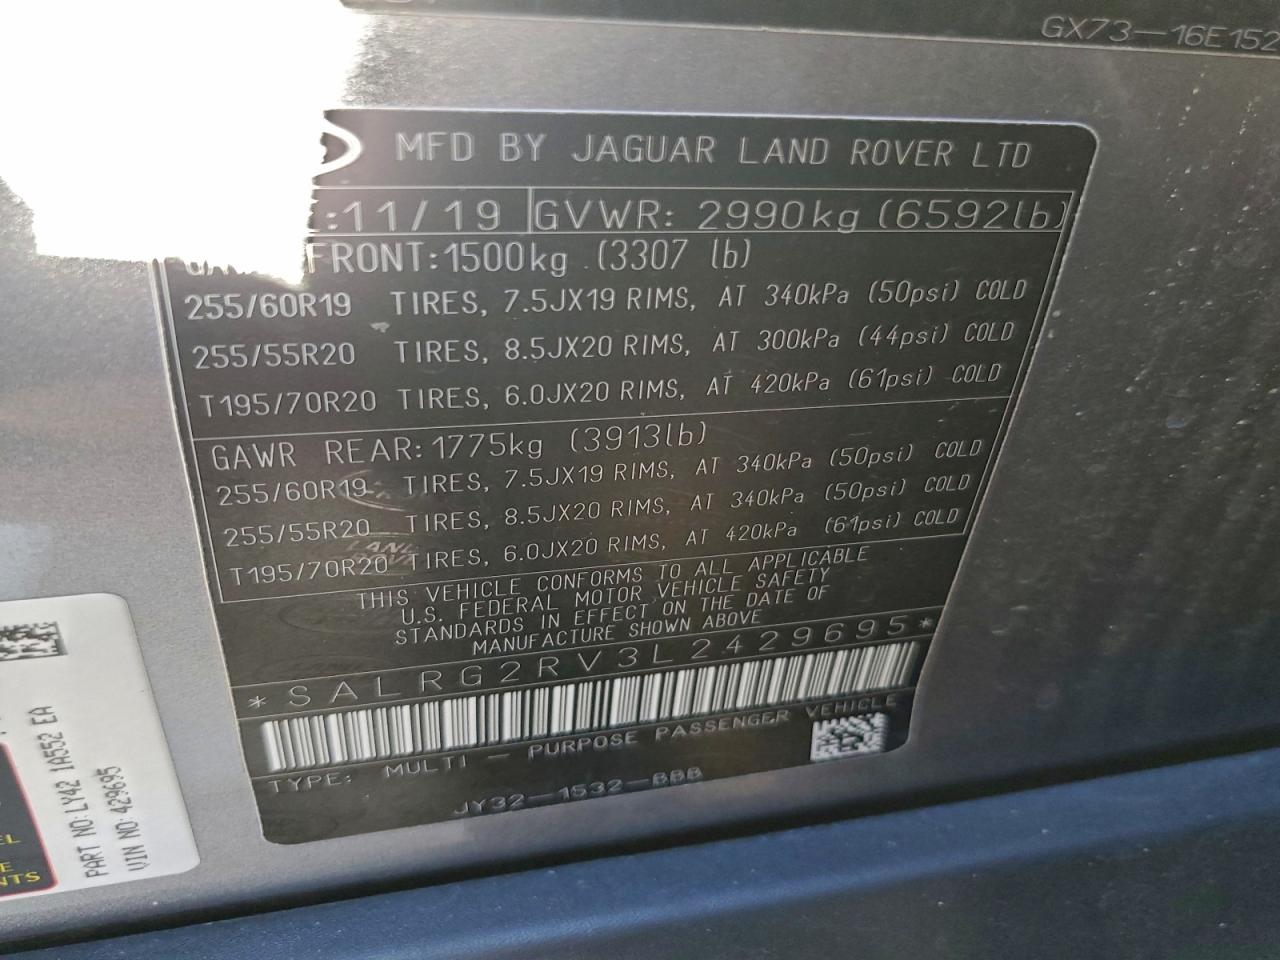 GX73-16E152
MFD BY JAGUAR LAND ROVER LTD
:11/19 GVWR: 2990kg (6592lb)
FRONT:1500kg (3307 lb)
255/60R19 TIRES, 7.5JX19 RIMS, AT 340kPa (50psi) COLD
255/55R20 TIRES, 8.5JX20 RIMS, AT 300kPa (44psi) COLD
T195/70R20 TIRES, 6.0JX20 RIMS, AT 420kPa (61psi) COLD
GAWR REAR:1775kg (3913lb)
255/60R19 TIRES, 7.5JX19 RIMS, AT 340kPa (50psi) COLD
255/55R20 TIRES, 8.5JX20 RIMS, AT 340kPa (50psi) COLD
T195/70R20 TIRES, 6.0JX20 RIMS, AT 420kPa (61psi) COLD
THIS VEHICLE CONFORMS TO ALL APPLICABLE
U.S. FEDERAL MOTOR VEHICLE SAFETY
STANDARDS IN EFFECT ON THE DATE OF
MANUFACTURE SHOWN ABOVE
*SALRG2RV3L2429695*
TYPE: MULTI - PURPOSE PASSENGER VEHICLE
JY32-1532-BBB
PART NO: LY42 1A552 EA
VIN NO: 429695